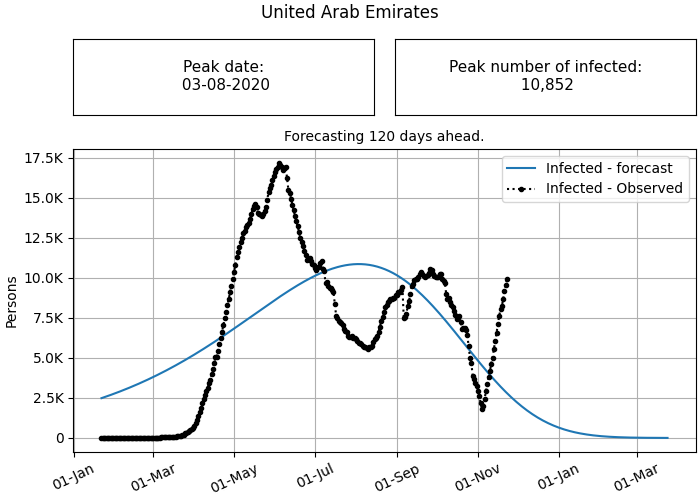 United Arab Emirates
Peak date:
03-08-2020
Peak number of infected:
10,852
Forecasting 120 days ahead.
17.5K
15.0K
12.5K
10.0K
7.5K
5.0K
2.5K
0
Persons
Infected - forecast
Infected - Observed
01-Jan
01-Mar
01-May
01-Jul
01-Sep
01-Nov
01-Jan
01-Mar